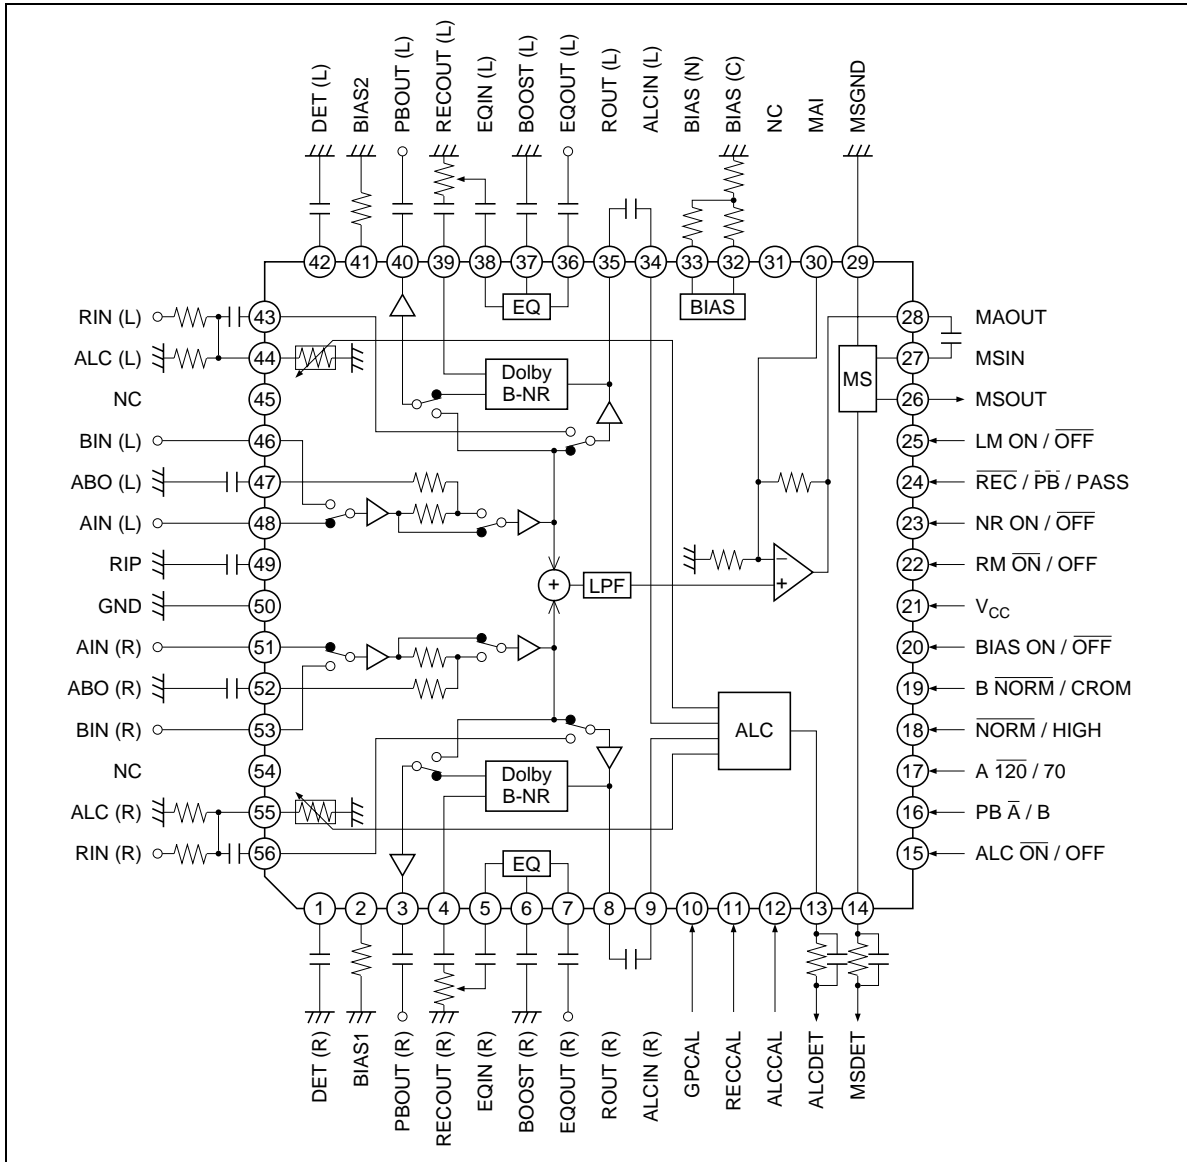 DET (L)
BIAS2
PBOUT (L)
RECOUT (L)
EQIN (L)
BOOST (L)
EQOUT (L)
ROUT (L)
ALCIN (L)
BIAS (N)
BIAS (C)
NC
MAI
MSGND
42 41 40 39 38 37 36 35 34 33 32 31 30 29
EQ
BIAS
RIN (L) 43
28 MAOUT
ALC (L) 44
27 MSIN
Dolby
B-NR
MS
NC 45
26 MSOUT
BIN (L) 46
25 LM ON / OFF
ABO (L) 47
24 REC / PB / PASS
AIN (L) 48
23 NR ON / OFF
RIP 49
22 RM ON / OFF
+ LPF
−
+
GND 50
21 VCC
AIN (R) 51
20 BIAS ON / OFF
ABO (R) 52
19 B NORM / CROM
BIN (R) 53
18 NORM / HIGH
ALC
NC 54
17 A 120 / 70
Dolby
B-NR
ALC (R) 55
16 PB A / B
RIN (R) 56
15 ALC ON / OFF
EQ
1 2 3 4 5 6 7 8 9 10 11 12 13 14
DET (R)
BIAS1
PBOUT (R)
RECOUT (R)
EQIN (R)
BOOST (R)
EQOUT (R)
ROUT (R)
ALCIN (R)
GPCAL
RECCAL
ALCCAL
ALCDET
MSDET